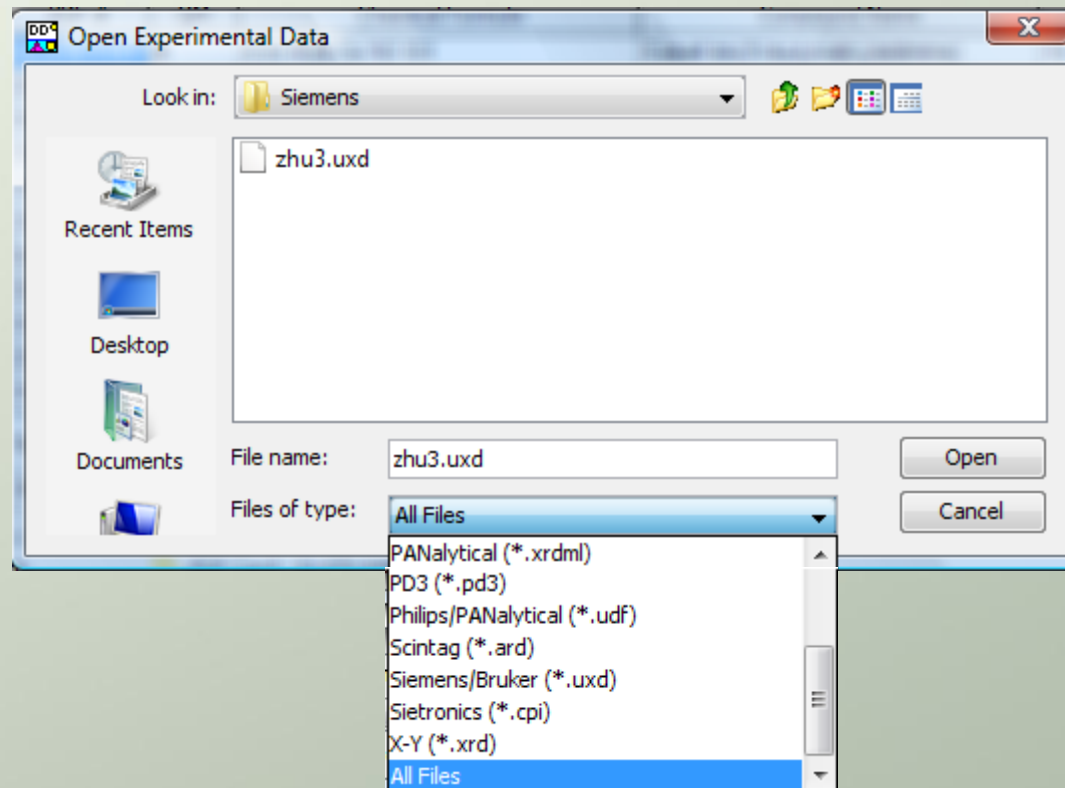 DD
Open Experimental Data
Look in:
Siemens
zhu3.uxd
Recent Items
Desktop
Documents
File name:
zhu3.uxd
Open
Files of type:
All Files
Cancel
PANalytical (*.xrdml)
PD3 (*.pd3)
Philips/PANalytical (*.udf)
Scintag (*.ard)
Siemens/Bruker (*.uxd)
Sietronics (*.cpi)
X-Y (*.xrd)
All Files